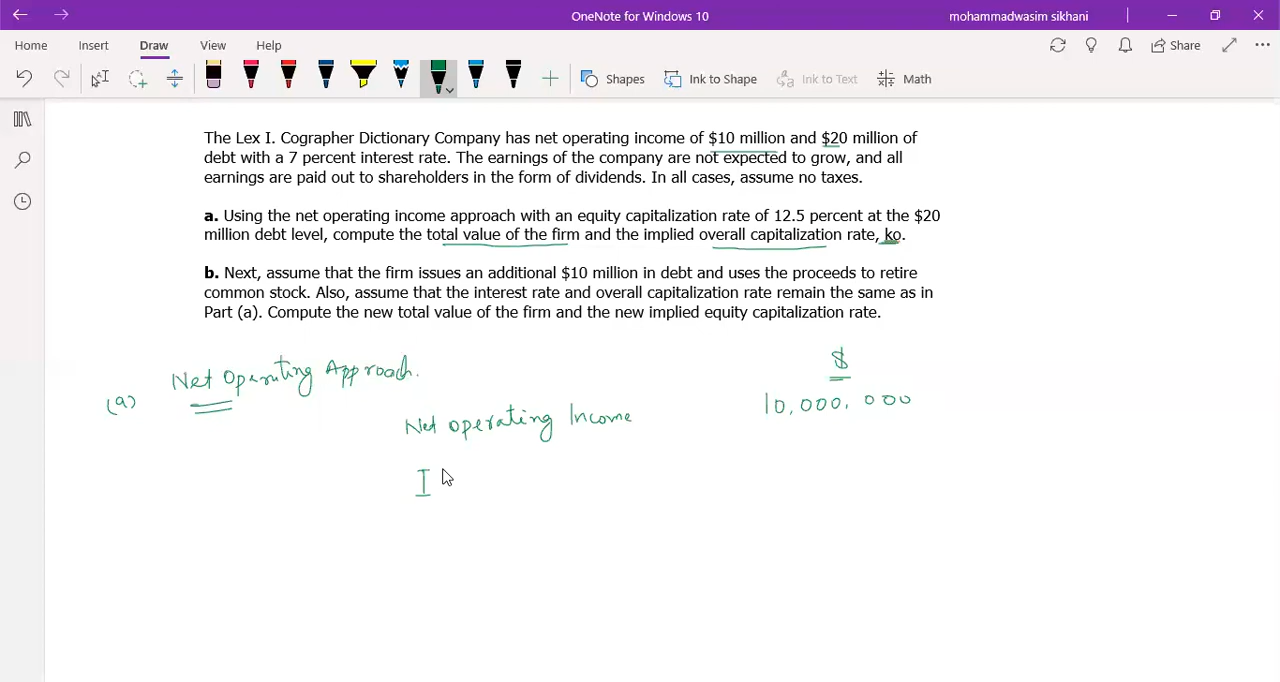 OneNote for Windows 10
mohammadwasim sikhani
Home Insert Draw View Help
Share
Shapes Ink to Shape Ink to Text Math
The Lex I. Cographer Dictionary Company has net operating income of $10 million and $20 million of
debt with a 7 percent interest rate. The earnings of the company are not expected to grow, and all
earnings are paid out to shareholders in the form of dividends. In all cases, assume no taxes.
a. Using the net operating income approach with an equity capitalization rate of 12.5 percent at the $20
million debt level, compute the total value of the firm and the implied overall capitalization rate, ko.
b. Next, assume that the firm issues an additional $10 million in debt and uses the proceeds to retire
common stock. Also, assume that the interest rate and overall capitalization rate remain the same as in
Part (a). Compute the new total value of the firm and the new implied equity capitalization rate.
$
(a) Net Operating Approach.
Net operating Income 10,000,000
I